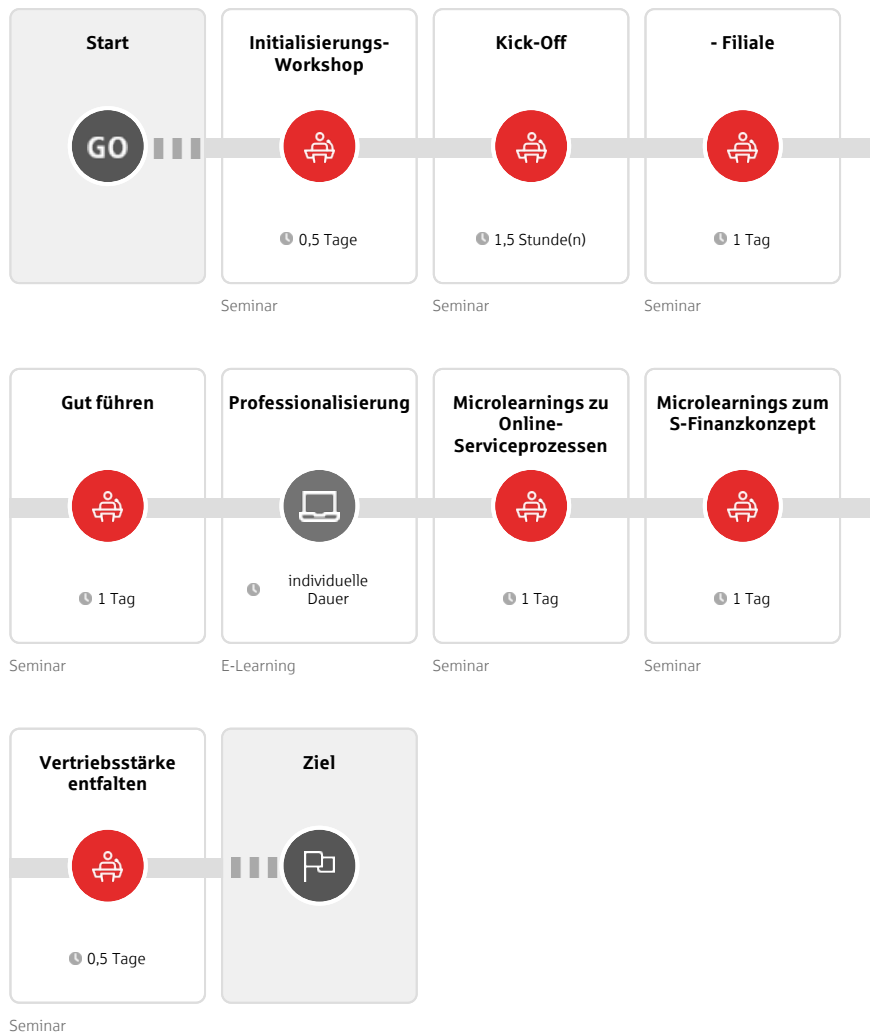 Start
GO
Initialisierungs-
Workshop
0,5 Tage
Seminar
Kick-Off
1,5 Stunde(n)
Seminar
- Filiale
1 Tag
Seminar
Gut führen
1 Tag
Seminar
Professionalisierung
individuelle
Dauer
E-Learning
Microlearnings zu
Online-
Serviceprozessen
1 Tag
Seminar
Microlearnings zum
S-Finanzkonzept
1 Tag
Seminar
Vertriebsstärke
entfalten
0,5 Tage
Seminar
Ziel